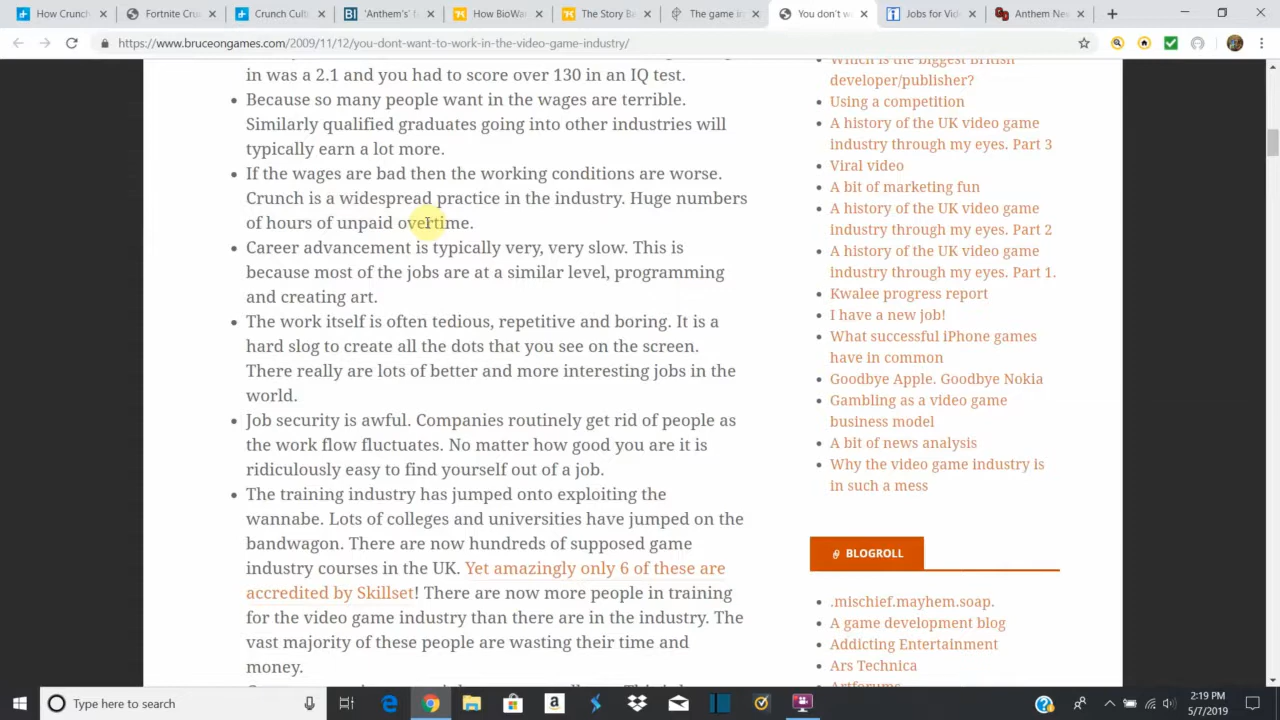 How Crunch
Fortnite Cru
Crunch Cu
'Anthem's' f
How BioWa
The Story Be
The game in
You don't w
Jobs for Vide
Anthem Ne
https://www.bruceongames.com/2009/11/12/you-dont-want-to-work-in-the-video-game-industry/
in was a 2.1 and you had to score over 130 in an IQ test.
Because so many people want in the wages are terrible.
Similarly qualified graduates going into other industries will
typically earn a lot more.
If the wages are bad then the working conditions are worse.
Crunch is a widespread practice in the industry. Huge numbers
of hours of unpaid overtime.
Career advancement is typically very, very slow. This is
because most of the jobs are at a similar level, programming
and creating art.
The work itself is often tedious, repetitive and boring. It is a
hard slog to create all the dots that you see on the screen.
There really are lots of better and more interesting jobs in the
world.
Job security is awful. Companies routinely get rid of people as
the work flow fluctuates. No matter how good you are it is
ridiculously easy to find yourself out of a job.
The training industry has jumped onto exploiting the
wannabe. Lots of colleges and universities have jumped on the
bandwagon. There are now hundreds of supposed game
industry courses in the UK. Yet amazingly only 6 of these are
accredited by Skillset! There are now more people in training
for the video game industry than there are in the industry. The
vast majority of these people are wasting their time and
money.
Which is the biggest British
developer/publisher?
Using a competition
A history of the UK video game
industry through my eyes. Part 3
Viral video
A bit of marketing fun
A history of the UK video game
industry through my eyes. Part 2
A history of the UK video game
industry through my eyes. Part 1.
Kwalee progress report
I have a new job!
What successful iPhone games
have in common
Goodbye Apple. Goodbye Nokia
Gambling as a video game
business model
A bit of news analysis
Why the video game industry is
in such a mess
BLOGROLL
.mischief.mayhem.soap.
A game development blog
Addicting Entertainment
Ars Technica
Artforums
Type here to search
2:19 PM
5/7/2019